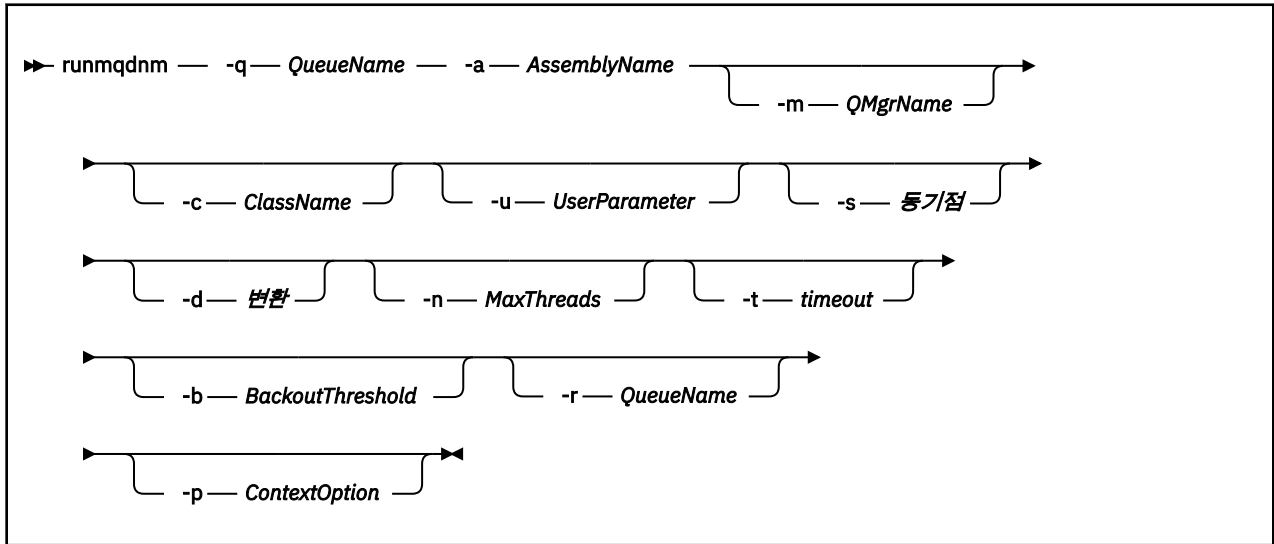 runmqdnm -q QueueName -a AssemblyName
-m QMgrName
-c ClassName -u UserParameter -s 동기점
-d 변환 -n MaxThreads -t timeout
-b BackoutThreshold -r QueueName
-p ContextOption